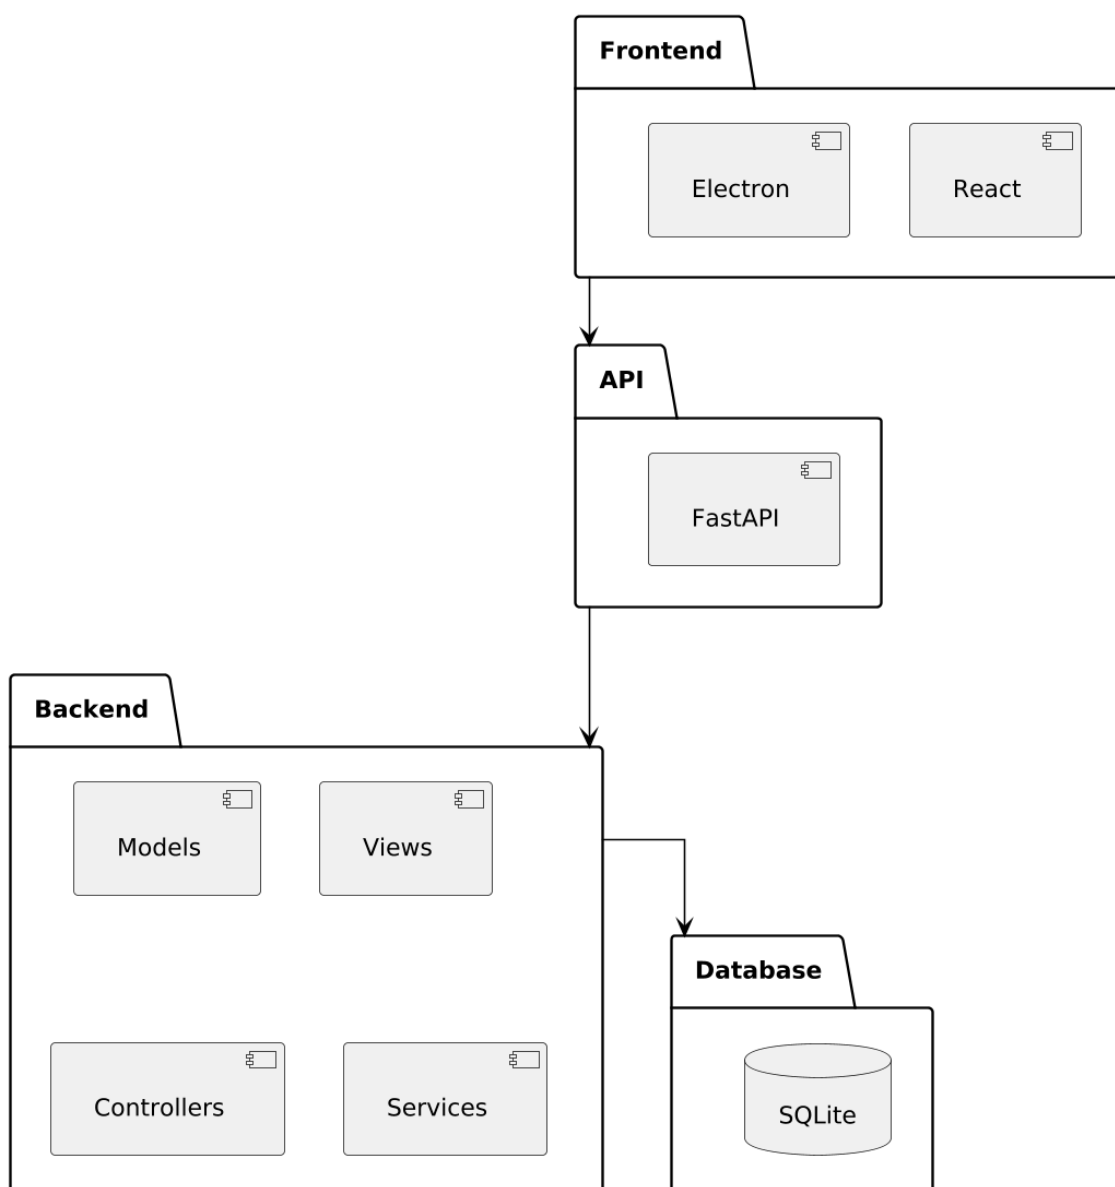 Frontend
Electron
React
API
FastAPI
Backend
Models
Views
Database
Controllers
Services
SQLite